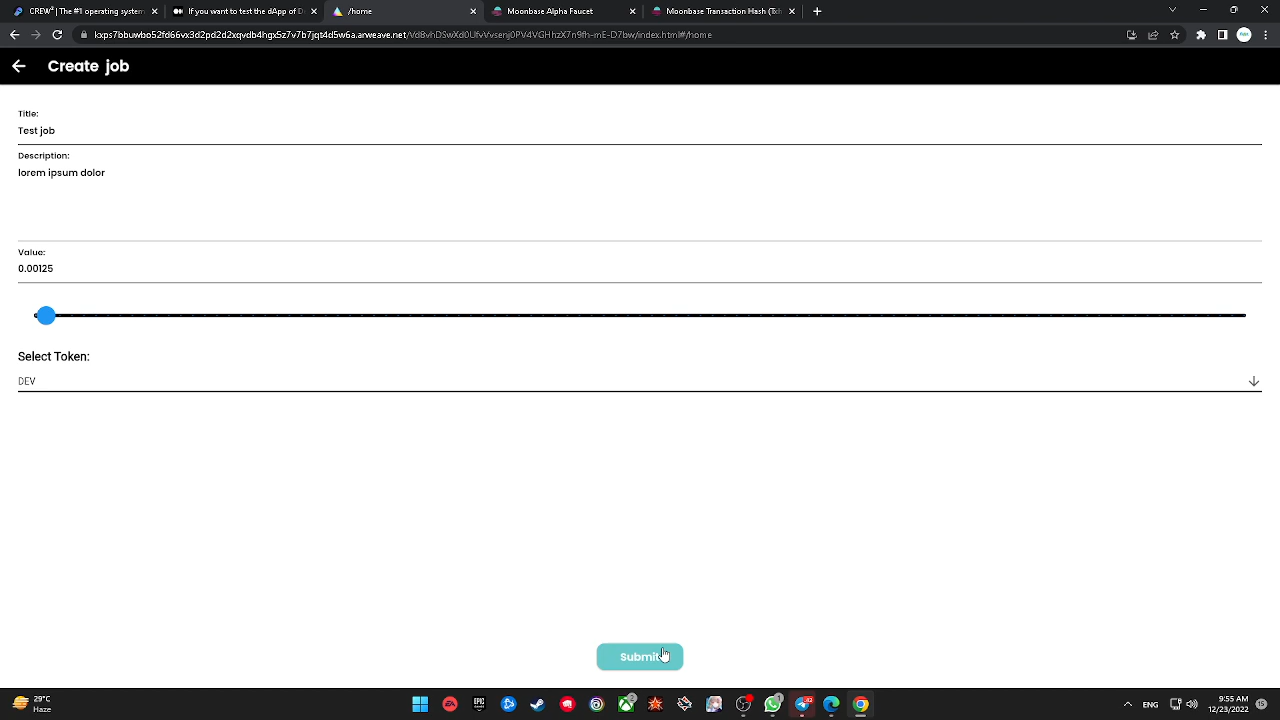 CREW³ | The #1 operating system
If you want to test the dApp of D
/home
Moonbase Alpha Faucet
Moonbase Transaction Hash (Txh
/home
Create job
Title:
Test job
Description:
lorem ipsum dolor
Value:
0.00125
Select Token:
DEV
Submit
29°C
Haze
ENG
9:55 AM
12/23/2022